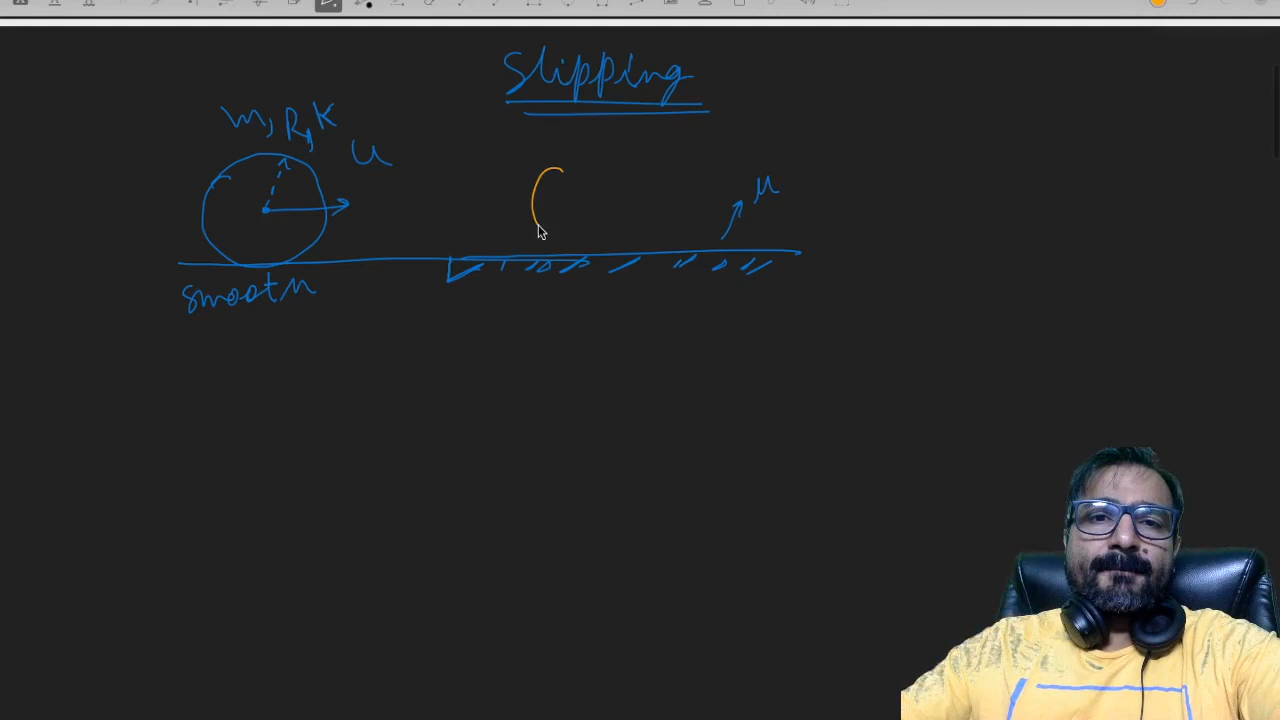 Slipping
m, R, K
u
μ
smooth